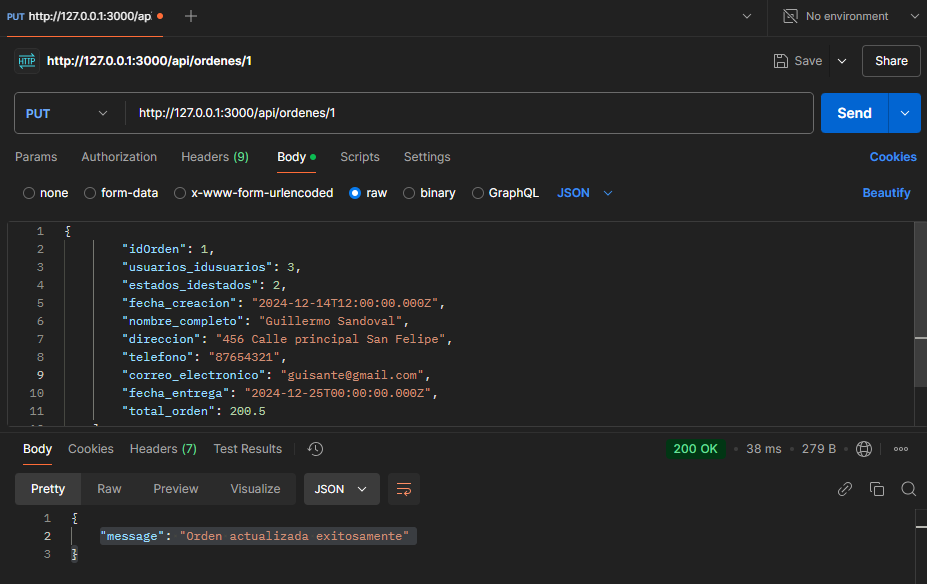 PUT http://127.0.0.1:3000/ap
No environment
HTTP http://127.0.0.1:3000/api/ordenes/1
Save
Share
PUT http://127.0.0.1:3000/api/ordenes/1
Send
Params Authorization Headers (9) Body Scripts Settings Cookies
none form-data x-www-form-urlencoded raw binary GraphQL JSON Beautify
1 {
2 "idOrden": 1,
3 "usuarios_idusuarios": 3,
4 "estados_idestados": 2,
5 "fecha_creacion": "2024-12-14T12:00:00.000Z",
6 "nombre_completo": "Guillermo Sandoval",
7 "direccion": "456 Calle principal San Felipe",
8 "telefono": "87654321",
9 "correo_electronico": "guisante@gmail.com",
10 "fecha_entrega": "2024-12-25T00:00:00.000Z",
11 "total_orden": 200.5
Body Cookies Headers (7) Test Results 200 OK 38 ms 279 B
Pretty Raw Preview Visualize JSON
1 {
2 "message": "Orden actualizada exitosamente"
3 }